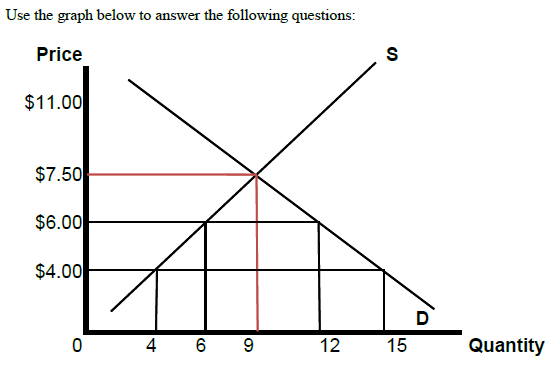 Use the graph below to answer the following questions:
Price
S
$11.00
$7.50
$6.00
$4.00
D
0 4 6 9 12 15 Quantity